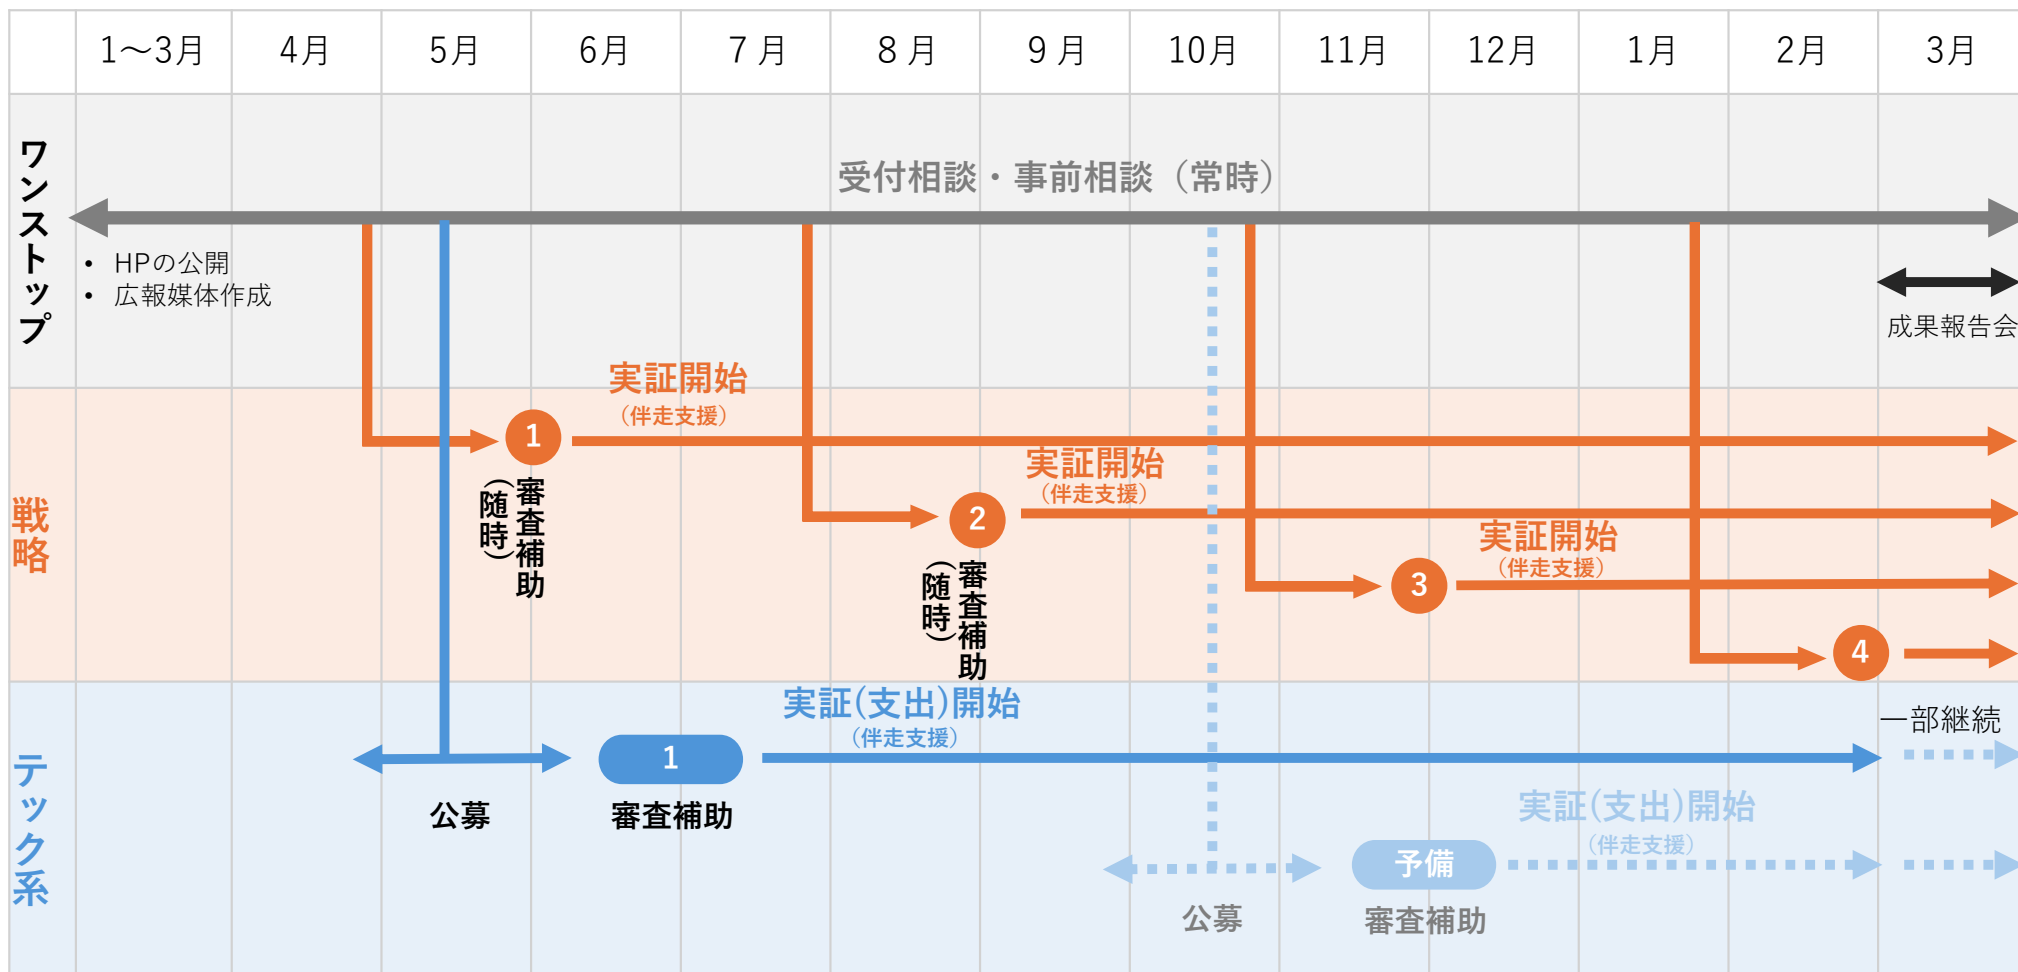 1～3月
4月
5月
6月
7 月
8 月
9 月
10月
11月
12月
1月
2月
3月
ワンストップ
受付相談・事前相談（常時）
• HPの公開
• 広報媒体作成
成果報告会
戦略
実証開始
（伴走支援）
1
審査補助
（随時）
実証開始
（伴走支援）
2
審査補助
（随時）
実証開始
（伴走支援）
3
4
テック系
実証(支出)開始
（伴走支援）
1
公募
審査補助
一部継続
実証(支出)開始
（伴走支援）
予備
公募
審査補助